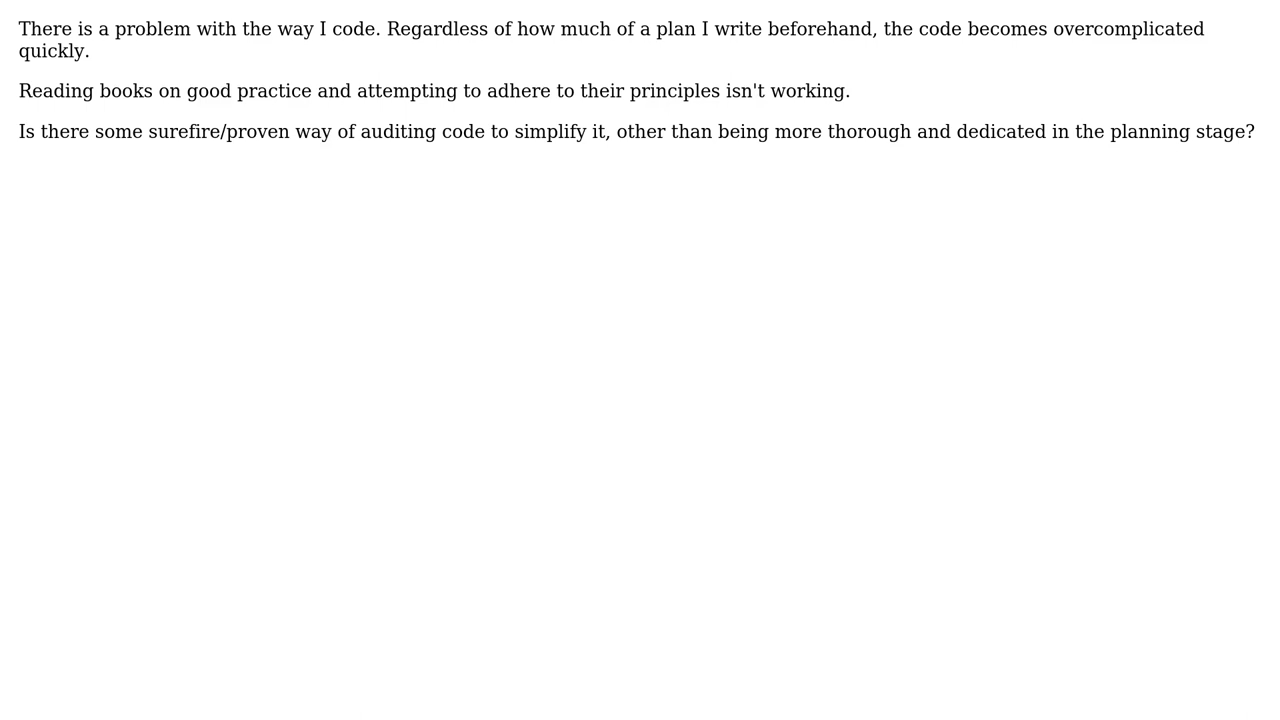 There is a problem with the way I code. Regardless of how much of a plan I write beforehand, the code becomes overcomplicated
quickly.
Reading books on good practice and attempting to adhere to their principles isn't working.
Is there some surefire/proven way of auditing code to simplify it, other than being more thorough and dedicated in the planning stage?